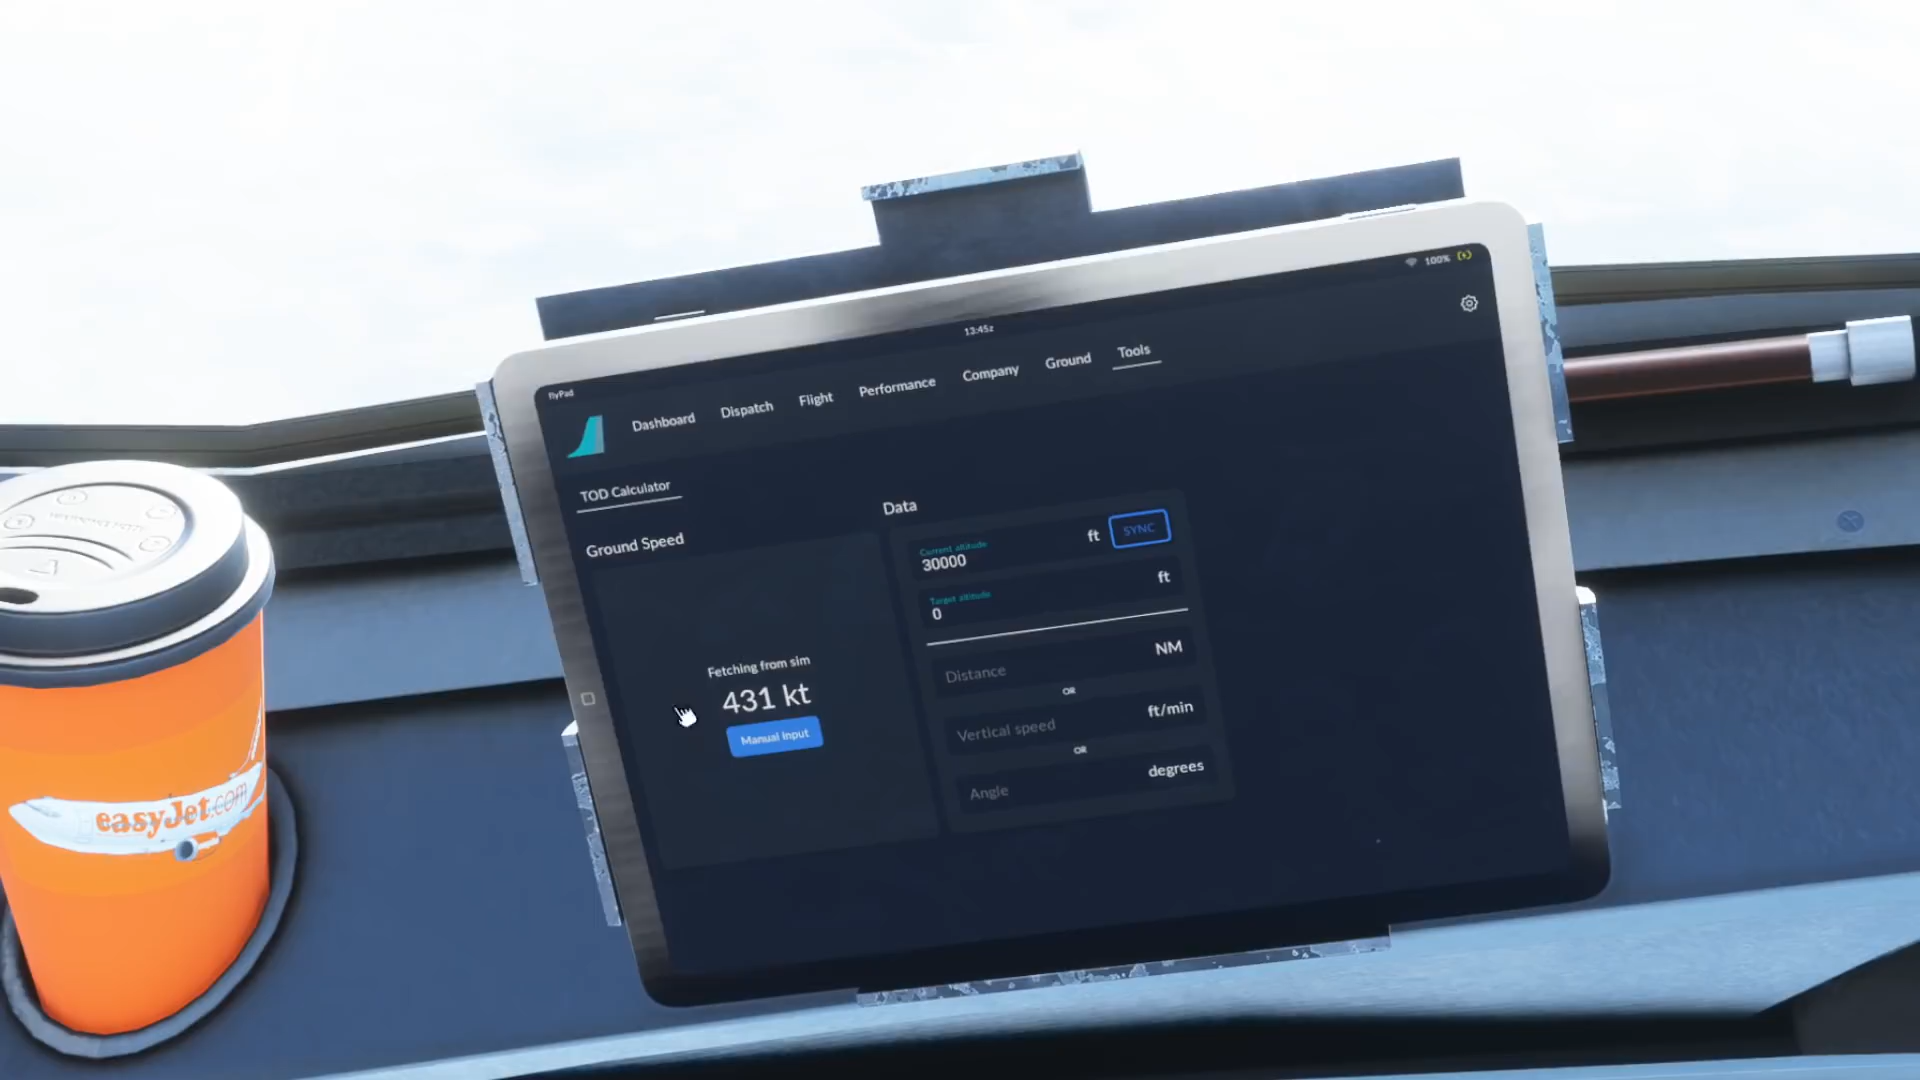 100%
13:45z
flyPad
Dashboard Dispatch Flight Performance Company Ground Tools
TOD Calculator
Ground Speed
Fetching from sim
431 kt
Manual Input
Data
Current altitude
30000 ft SYNC
Target altitude
0 ft
Distance NM
OR
Vertical speed ft/min
OR
Angle degrees
easyJet.com